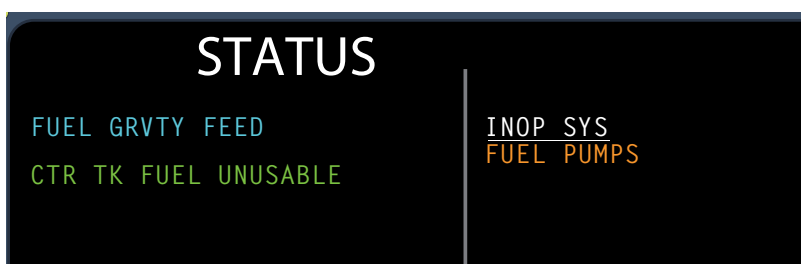 STATUS
FUEL GRVTY FEED
CTR TK FUEL UNUSABLE
INOP SYS
FUEL PUMPS